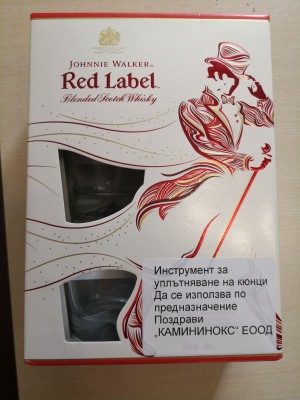 JOHNNIE WALKER
Red Label
Blended Scotch Whisky
Инструмент за
уплътняване на кюнци
Да се използва по
предназначение
Поздрави
„КАМИНИНОКС“ ЕООД